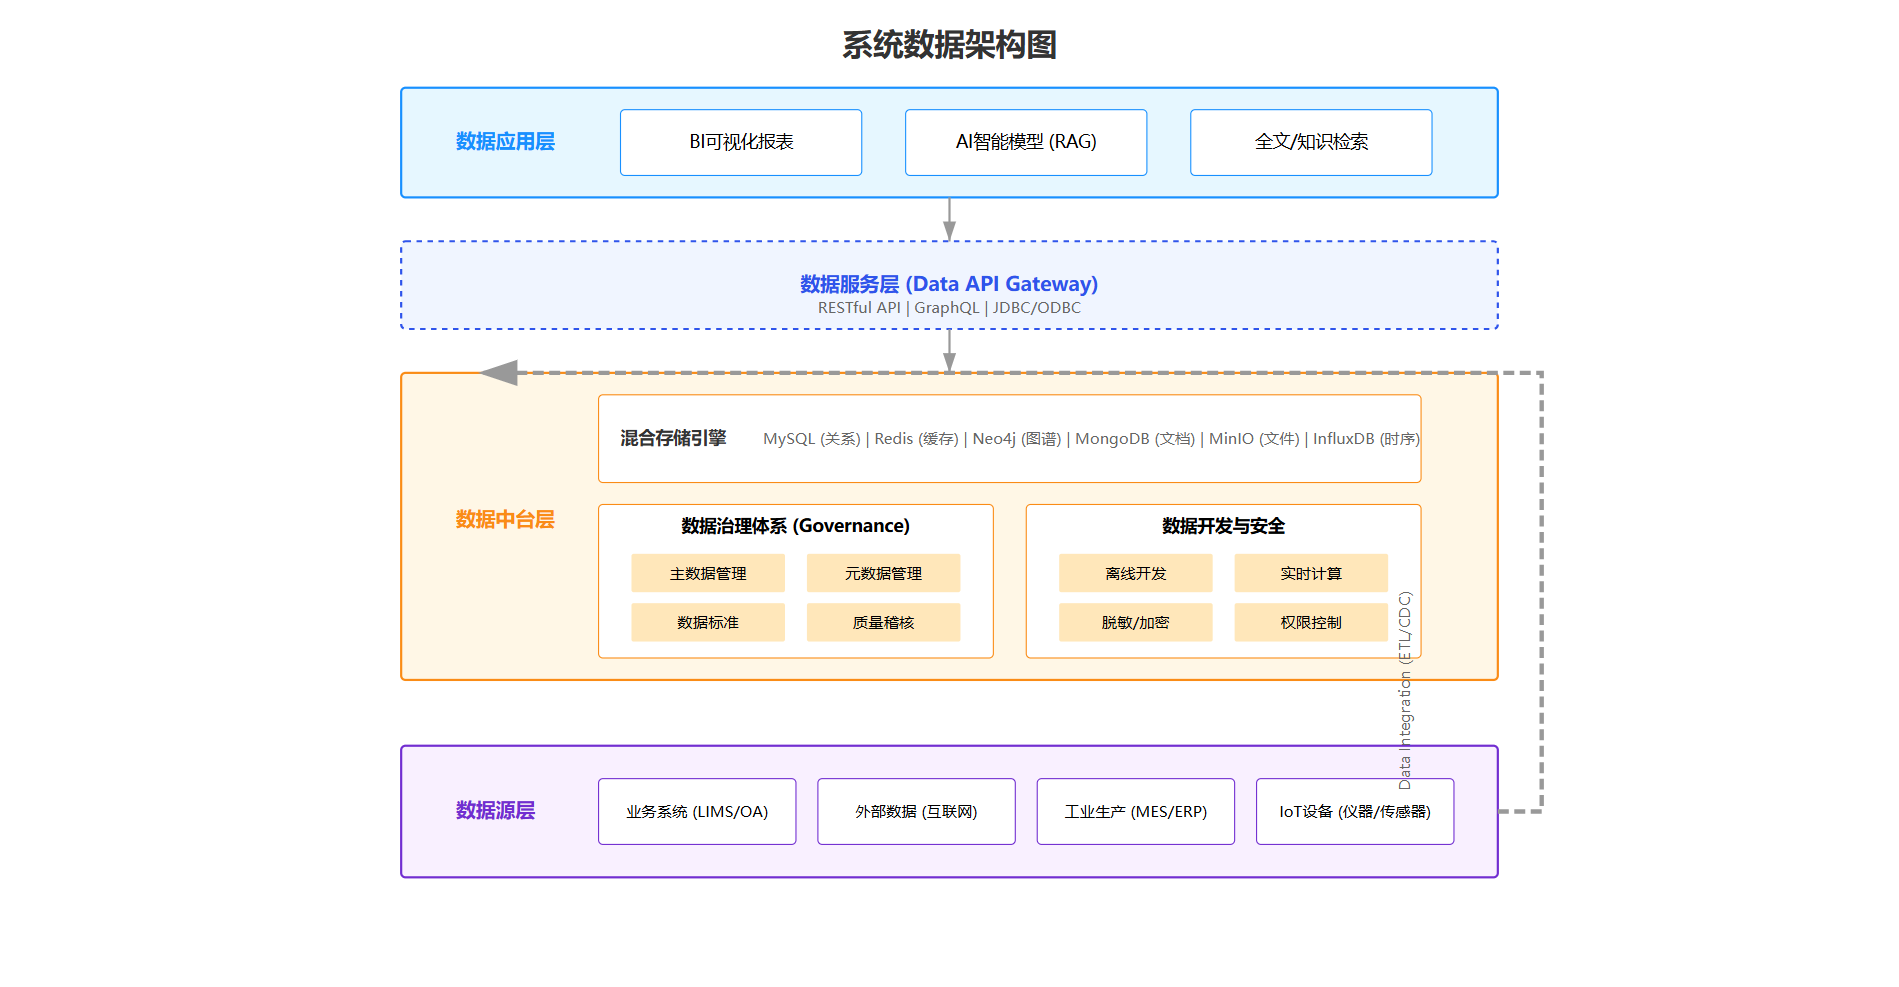 系统数据架构图
数据应用层
BI可视化报表
AI智能模型 (RAG)
全文/知识检索
数据服务层 (Data API Gateway)
RESTful API | GraphQL | JDBC/ODBC
数据中台层
混合存储引擎
MySQL (关系) | Redis (缓存) | Neo4j (图谱) | MongoDB (文档) | MinIO (文件) | InfluxDB (时序)
数据治理体系 (Governance)
主数据管理
元数据管理
数据标准
质量稽核
数据开发与安全
离线开发
实时计算
脱敏/加密
权限控制
Data Integration (ETL/CDC)
数据源层
业务系统 (LIMS/OA)
外部数据 (互联网)
工业生产 (MES/ERP)
IoT设备 (仪器/传感器)